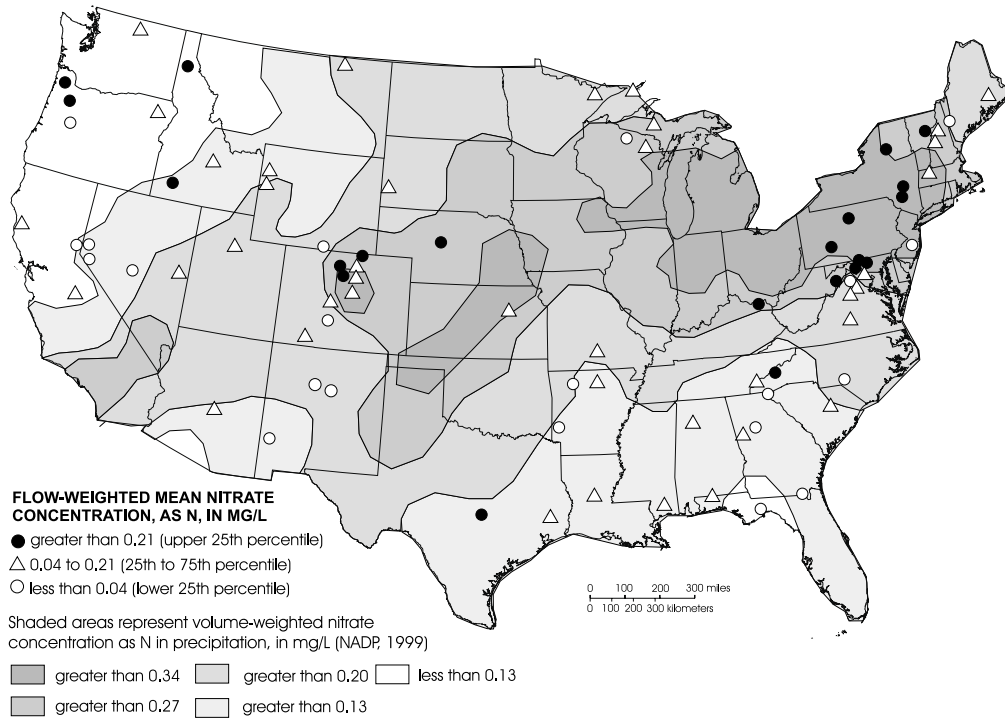 FLOW-WEIGHTED MEAN NITRATE
CONCENTRATION, AS N, IN MG/L
greater than 0.21 (upper 25th percentile)
0.04 to 0.21 (25th to 75th percentile)
less than 0.04 (lower 25th percentile)
0 100 200 300 miles
0 100 200 300 kilometers
Shaded areas represent volume-weighted nitrate
concentration as N in precipitation, in mg/L (NADP, 1999)
greater than 0.34 greater than 0.20 less than 0.13
greater than 0.27 greater than 0.13